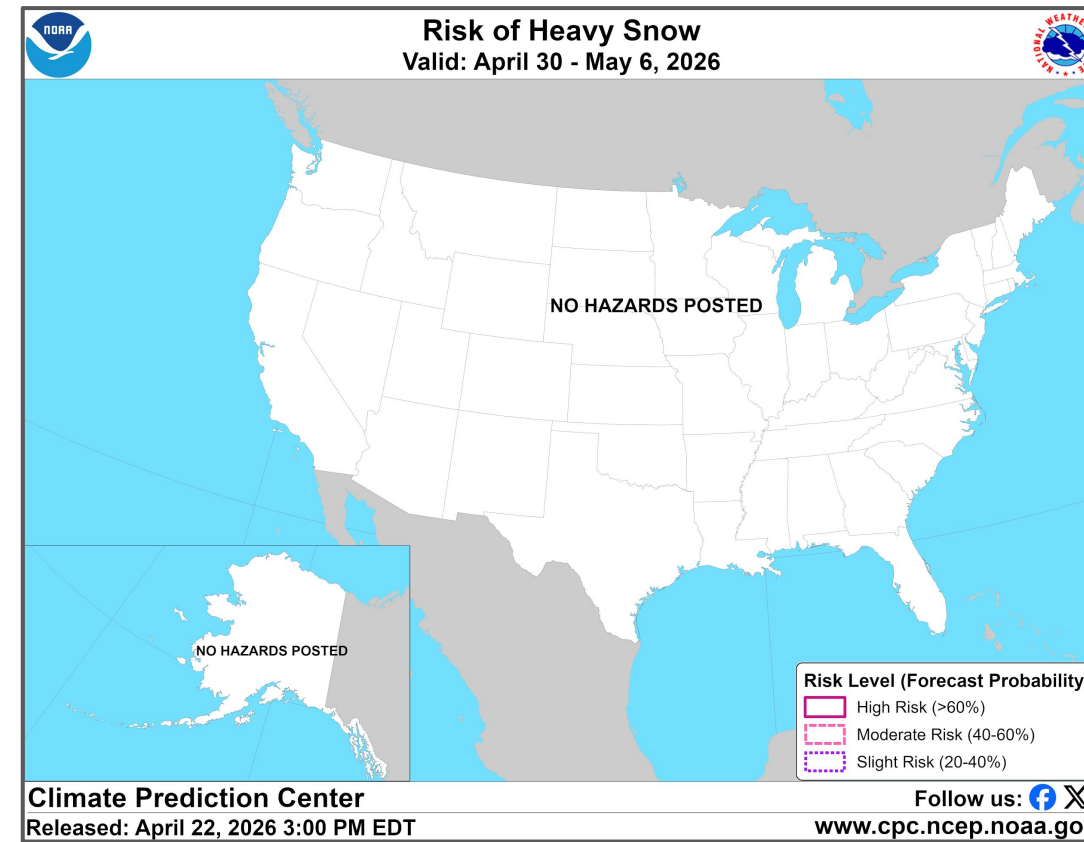 NOAA
Risk of Heavy Snow
Valid: April 30 - May 6, 2026
NATIONAL WEATHE
NO HAZARDS POSTED
NO HAZARDS POSTED
Risk Level (Forecast Probability
High Risk (>60%)
Moderate Risk (40-60%)
Slight Risk (20-40%)
Climate Prediction Center
Follow us:
Released: April 22, 2026 3:00 PM EDT
www.cpc.ncep.noaa.go